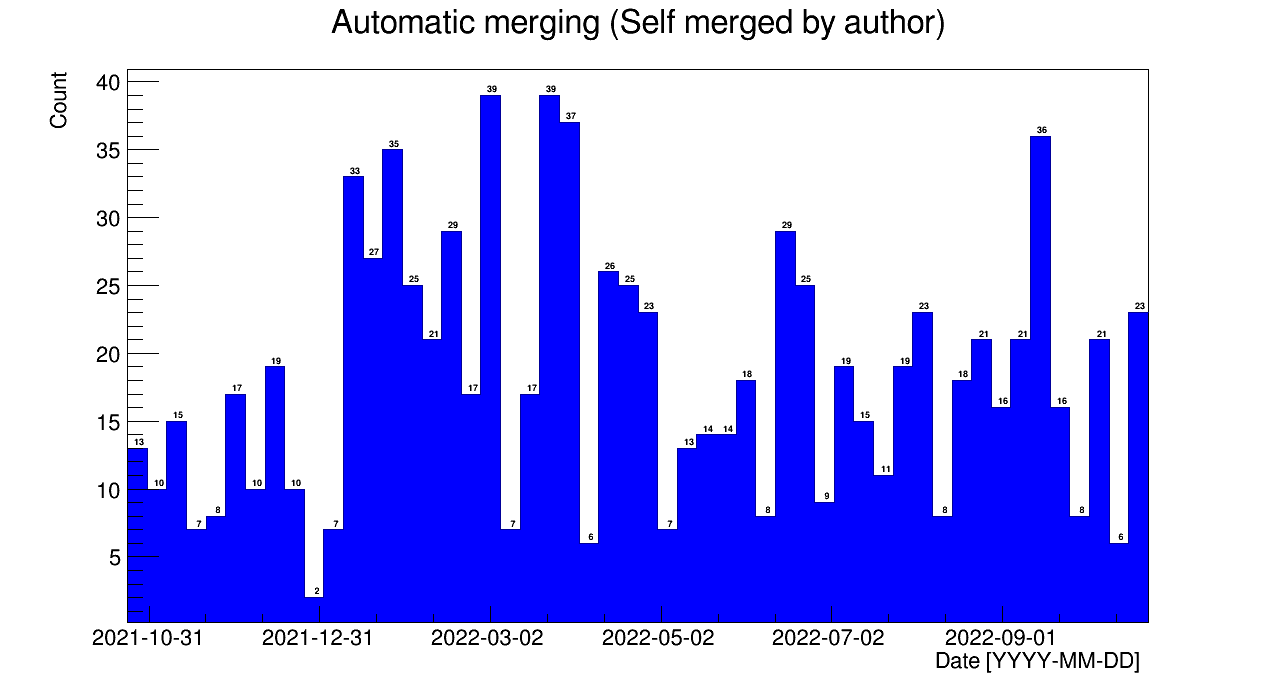 Automatic merging (Self merged by author)
Count
40
35
30
25
20
15
10
5
13 10 15 7 8 17 10 19 10 2 7 33 27 35 25 21 29 17 39 7 17 39 37 6 26 25 23 7 13 14 14 18 8 29 25 9 19 15 11 19 23 8 18 21 16 21 36 16 8 21 6 23
2021-10-31 2021-12-31 2022-03-02 2022-05-02 2022-07-02 2022-09-01
Date [YYYY-MM-DD]